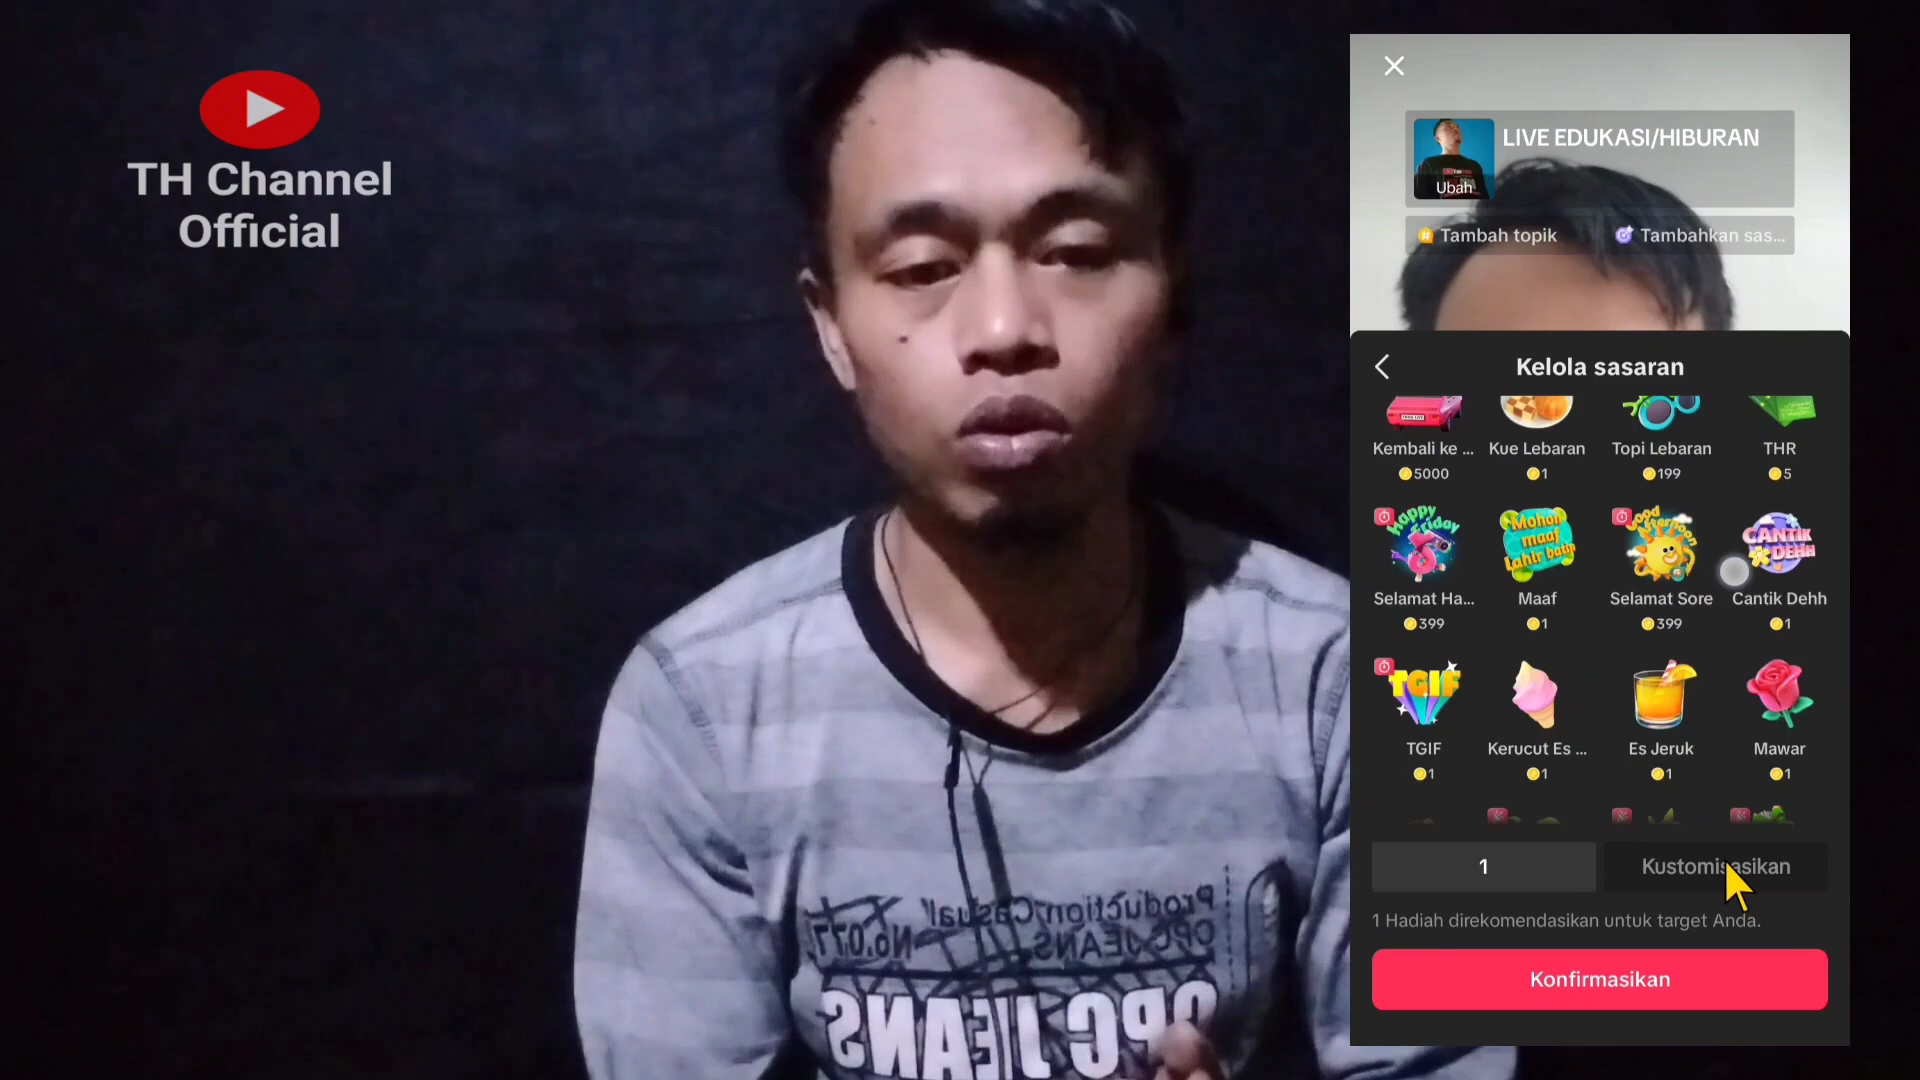 TH Channel
Official
LIVE EDUKASI/HIBURAN
Ubah
Tambah topik
Tambahkan sas...
Kelola sasaran
Kembali ke ...
Kue Lebaran
Topi Lebaran
THR
5000
1
199
5
Happy
Friday
Mohon
maaf
lahir batin
Good
Afternoon
CANTIK
DEHH
Selamat Ha...
Maaf
Selamat Sore
Cantik Dehh
399
1
399
1
TGIF
TGIF
Kerucut Es ...
Es Jeruk
Mawar
1
1
1
1
1
Kustomisasikan
1 Hadiah direkomendasikan untuk target Anda.
Konfirmasikan
Production Casual
No.077
OPC JEANS
OPC JEANS